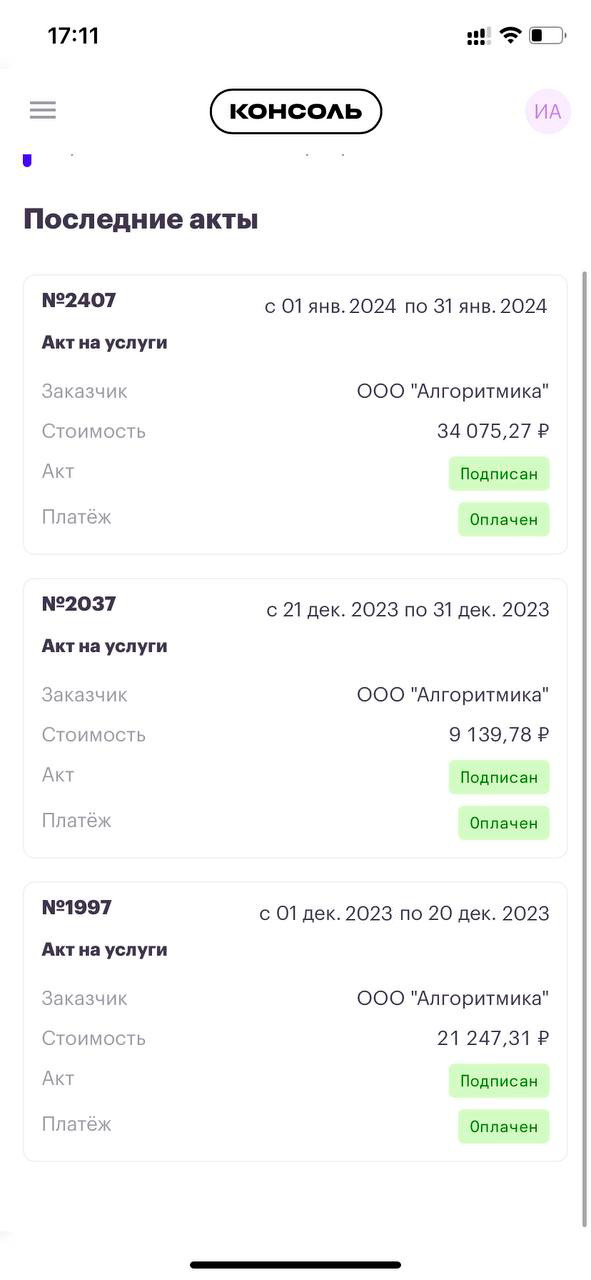 17:11
КОНСОЛЬ
ИА
Последние акты
№2407
с 01 янв. 2024 по 31 янв. 2024
Акт на услуги
Заказчик
ООО "Алгоритмика"
Стоимость
34 075,27 ₽
Акт
Подписан
Платёж
Оплачен
№2037
с 21 дек. 2023 по 31 дек. 2023
Акт на услуги
Заказчик
ООО "Алгоритмика"
Стоимость
9 139,78 ₽
Акт
Подписан
Платёж
Оплачен
№1997
с 01 дек. 2023 по 20 дек. 2023
Акт на услуги
Заказчик
ООО "Алгоритмика"
Стоимость
21 247,31 ₽
Акт
Подписан
Платёж
Оплачен